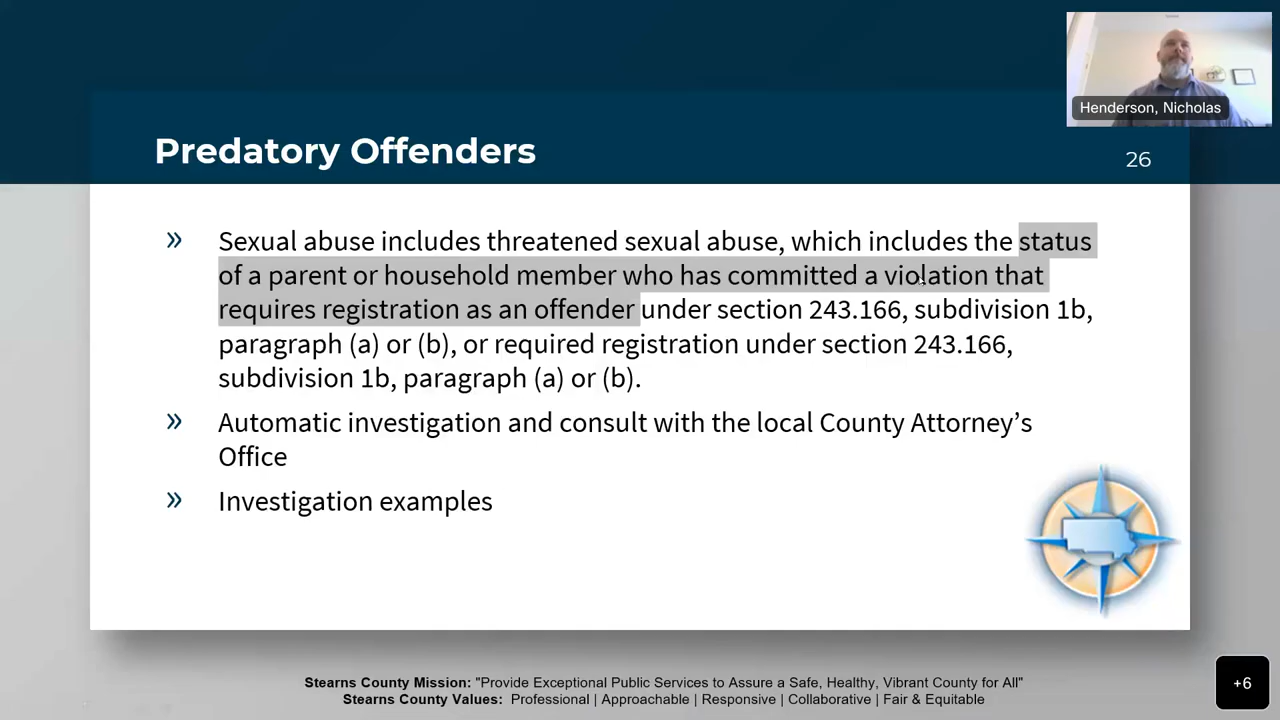 Henderson, Nicholas
Predatory Offenders
26
» Sexual abuse includes threatened sexual abuse, which includes the status
of a parent or household member who has committed a violation that
requires registration as an offender under section 243.166, subdivision 1b,
paragraph (a) or (b), or required registration under section 243.166,
subdivision 1b, paragraph (a) or (b).
» Automatic investigation and consult with the local County Attorney’s
Office
» Investigation examples
Stearns County Mission: "Provide Exceptional Public Services to Assure a Safe, Healthy, Vibrant County for All"
Stearns County Values: Professional | Approachable | Responsive | Collaborative | Fair & Equitable
+6